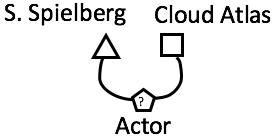 S. Spielberg
Cloud Atlas
?
Actor